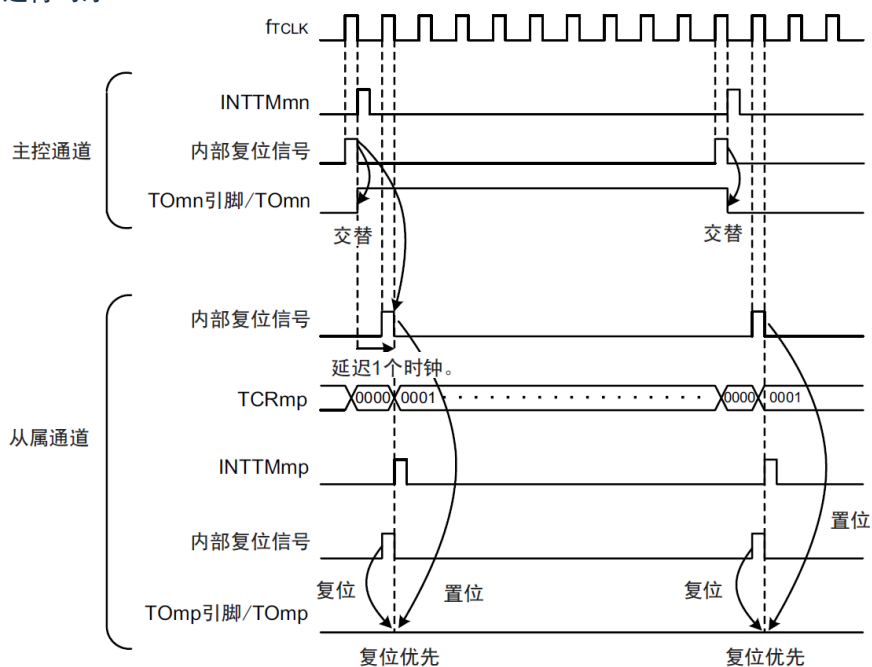 fTCLK
INTTMmn
主控通道
内部复位信号
TOmn引脚/TOmn
交替
交替
内部复位信号
延迟1个时钟。
TCRmp
0000
0001
0000
0001
从属通道
INTTMmp
置位
内部复位信号
复位
置位
复位
TOmp引脚/TOmp
复位优先
复位优先